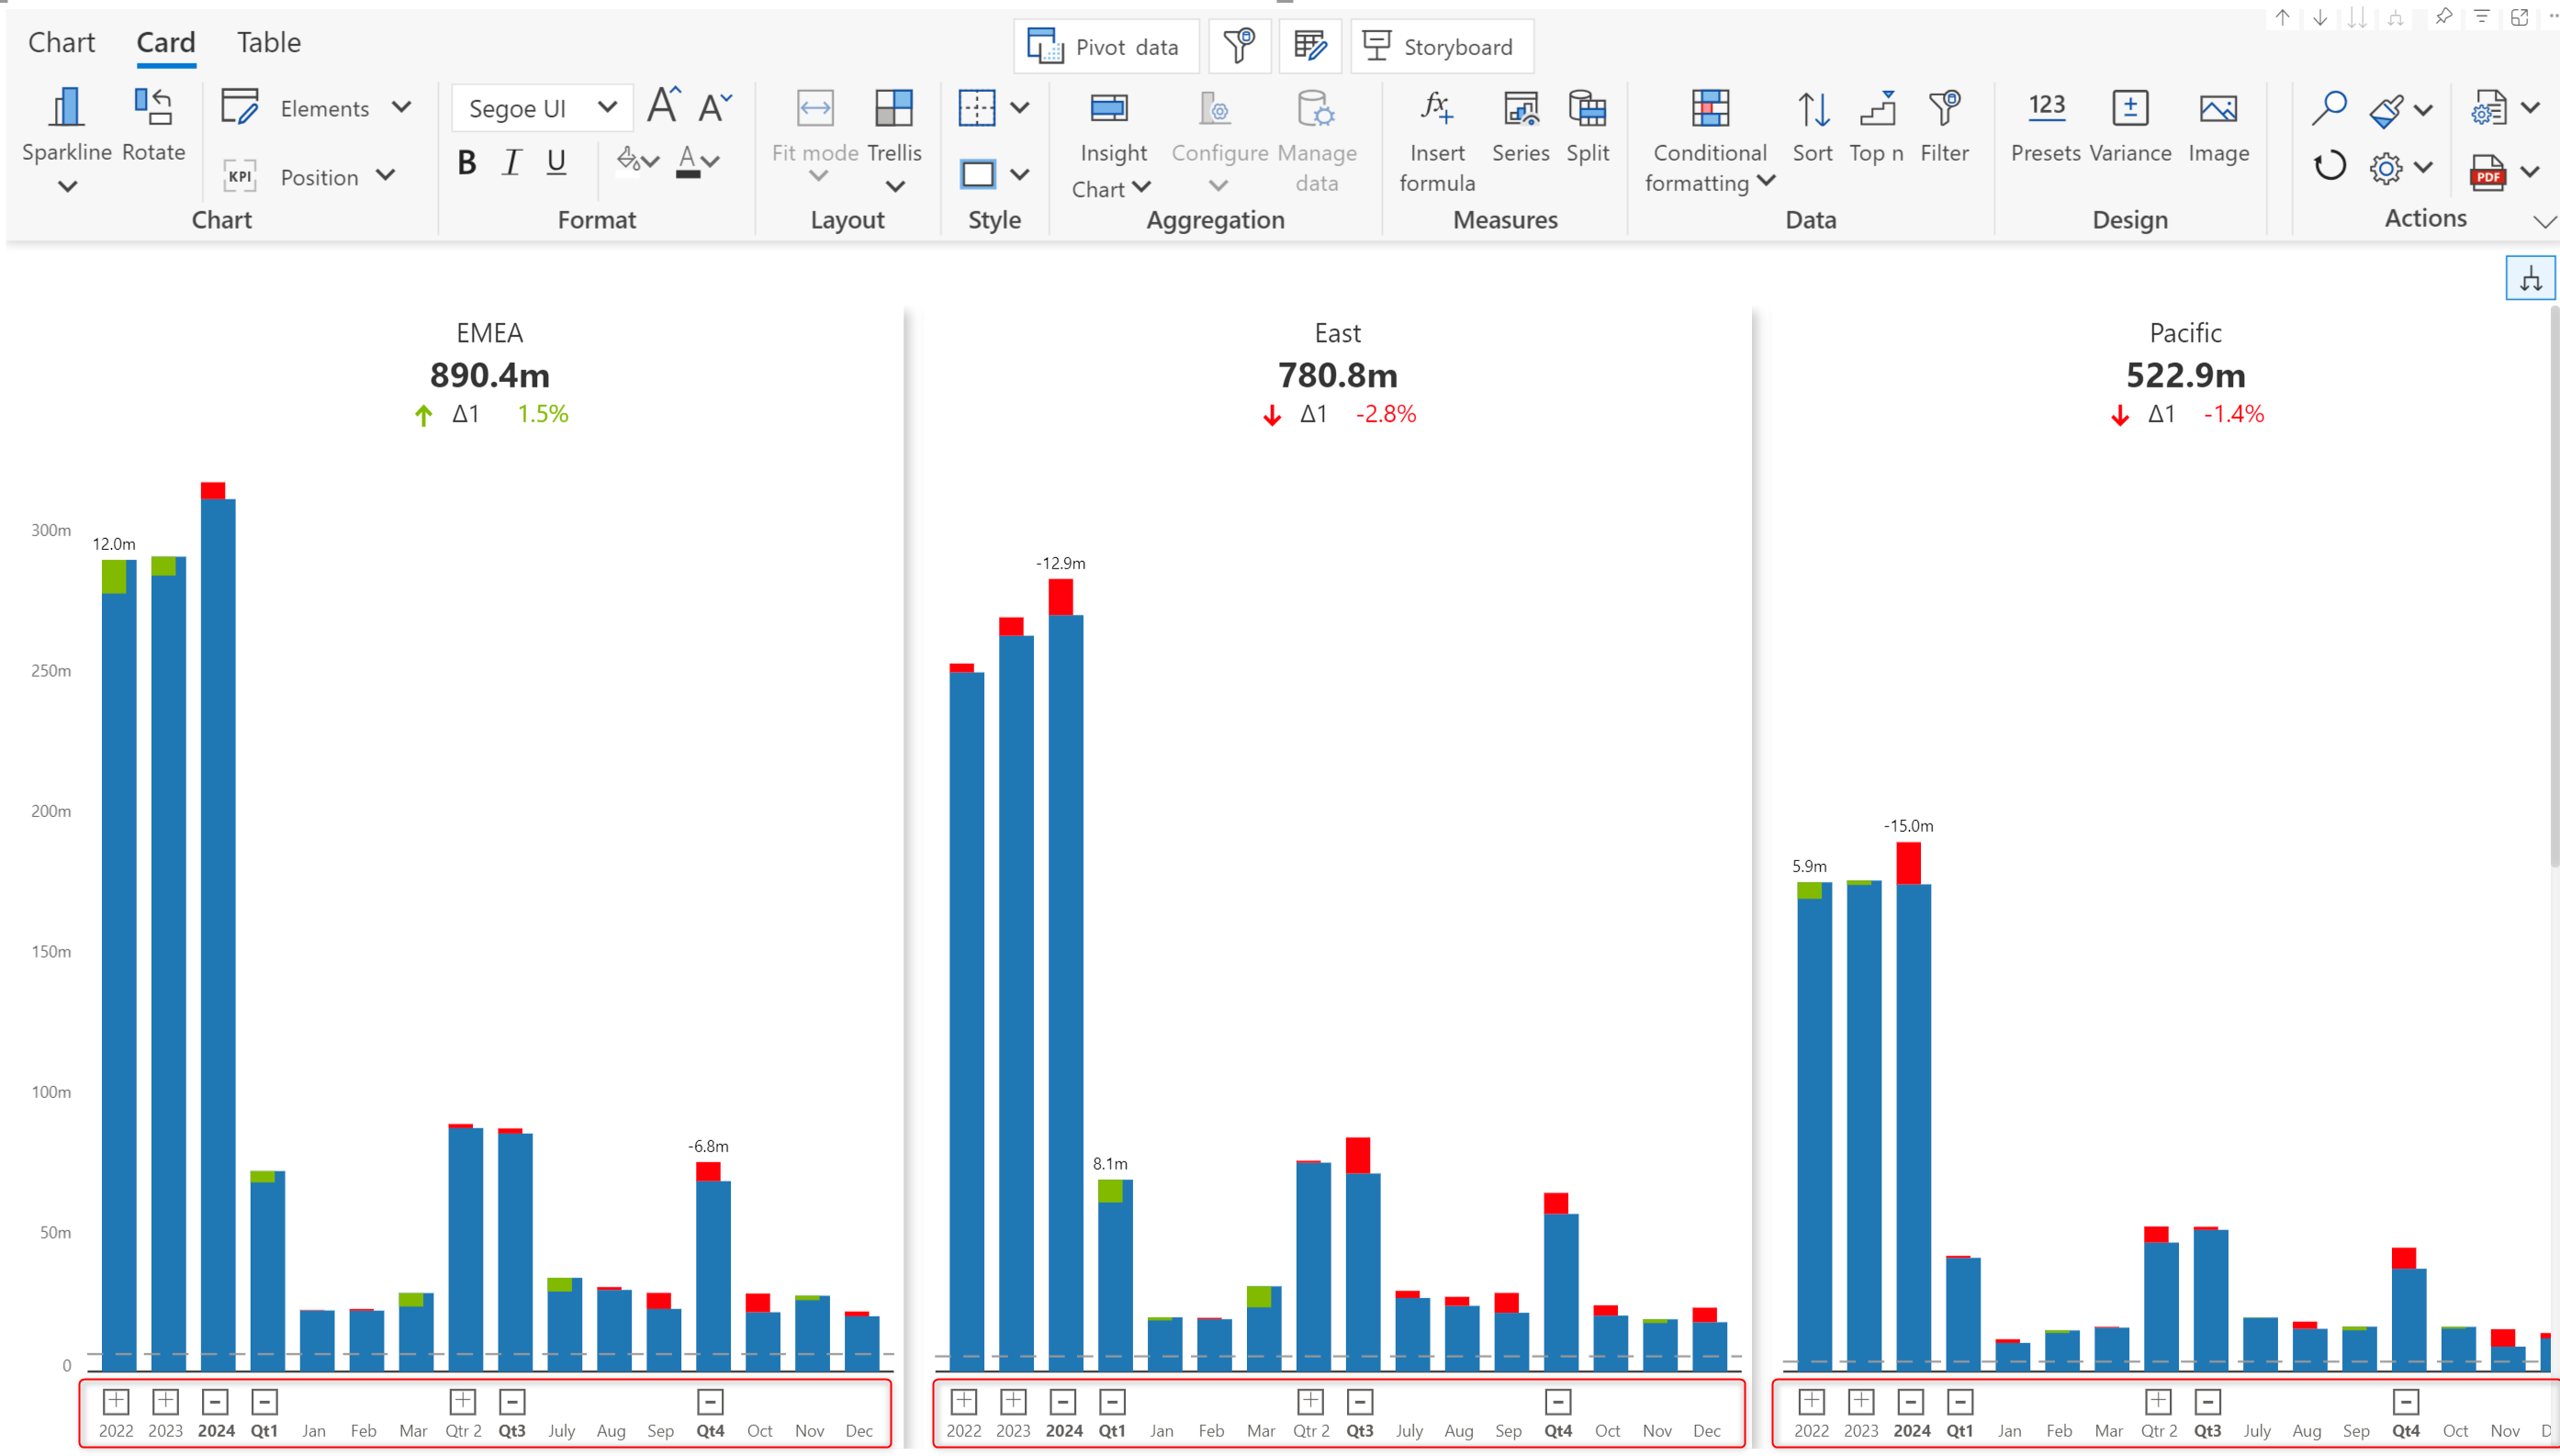 Chart Card Table
Pivot data Storyboard
Sparkline Rotate
Elements
KPI Position
Chart
Segoe UI A A
B I U A
Format
Fit mode Trellis
Layout
Style
Insight Chart
Configure
Manage data
Aggregation
fx Insert formula
Series Split
Measures
Conditional formatting
Sort Top n Filter
Data
123 Presets Variance Image
Design
PDF
Actions
EMEA
890.4m
Δ1 1.5%
East
780.8m
Δ1 -2.8%
Pacific
522.9m
Δ1 -1.4%
300m
250m
200m
150m
100m
50m
0
12.0m
-6.8m
-12.9m
8.1m
5.9m
-15.0m
2022 2023 2024 Qt1 Jan Feb Mar Qtr 2 Qt3 July Aug Sep Qt4 Oct Nov Dec
2022 2023 2024 Qt1 Jan Feb Mar Qtr 2 Qt3 July Aug Sep Qt4 Oct Nov Dec
2022 2023 2024 Qt1 Jan Feb Mar Qtr 2 Qt3 July Aug Sep Qt4 Oct Nov D